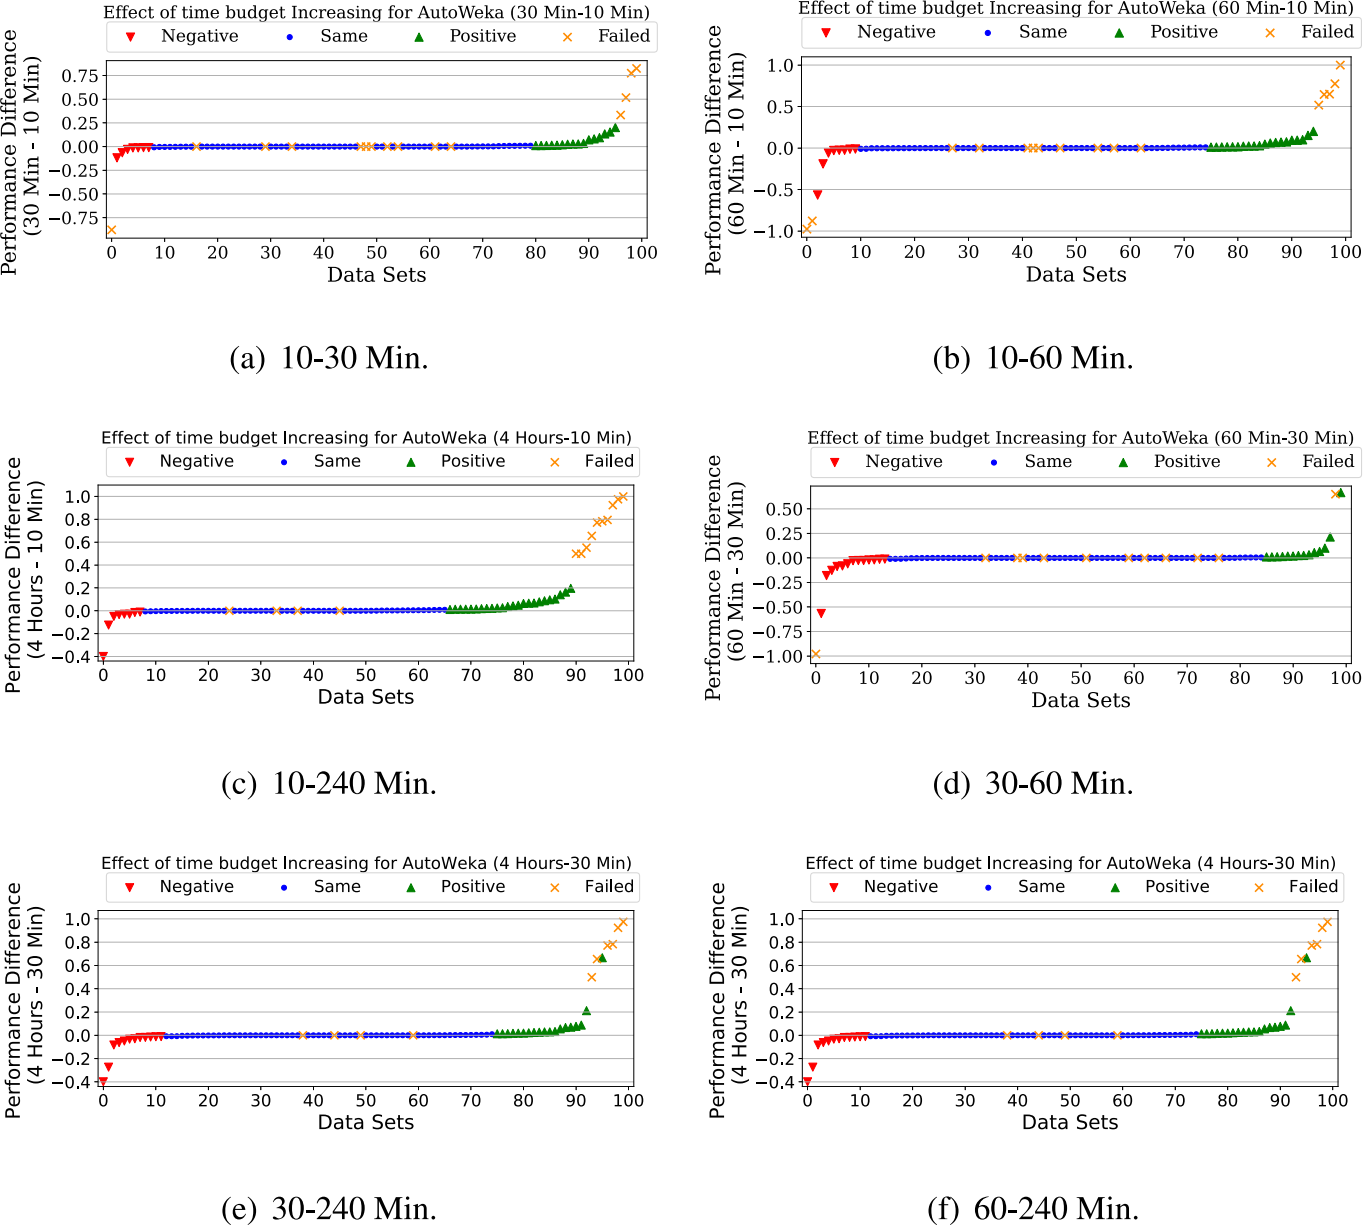 Effect of time budget Increasing for AutoWeka (30 Min-10 Min)
Negative Same Positive Failed
Performance Difference
(30 Min - 10 Min)
0.75
0.50
0.25
0.00
−0.25
−0.50
−0.75
0 10 20 30 40 50 60 70 80 90 100
Data Sets
(a) 10-30 Min.
Effect of time budget Increasing for AutoWeka (60 Min-10 Min)
Negative Same Positive Failed
Performance Difference
(60 Min - 10 Min)
1.0
0.5
0.0
−0.5
−1.0
0 10 20 30 40 50 60 70 80 90 100
Data Sets
(b) 10-60 Min.
Effect of time budget Increasing for AutoWeka (4 Hours-10 Min)
Negative Same Positive Failed
Performance Difference
(4 Hours - 10 Min)
1.0
0.8
0.6
0.4
0.2
0.0
−0.2
−0.4
0 10 20 30 40 50 60 70 80 90 100
Data Sets
(c) 10-240 Min.
Effect of time budget Increasing for AutoWeka (60 Min-30 Min)
Negative Same Positive Failed
Performance Difference
(60 Min - 30 Min)
0.50
0.25
0.00
−0.25
−0.50
−0.75
−1.00
0 10 20 30 40 50 60 70 80 90 100
Data Sets
(d) 30-60 Min.
Effect of time budget Increasing for AutoWeka (4 Hours-30 Min)
Negative Same Positive Failed
Performance Difference
(4 Hours - 30 Min)
1.0
0.8
0.6
0.4
0.2
0.0
−0.2
−0.4
0 10 20 30 40 50 60 70 80 90 100
Data Sets
(e) 30-240 Min.
Effect of time budget Increasing for AutoWeka (4 Hours-30 Min)
Negative Same Positive Failed
Performance Difference
(4 Hours - 30 Min)
1.0
0.8
0.6
0.4
0.2
0.0
−0.2
−0.4
0 10 20 30 40 50 60 70 80 90 100
Data Sets
(f) 60-240 Min.